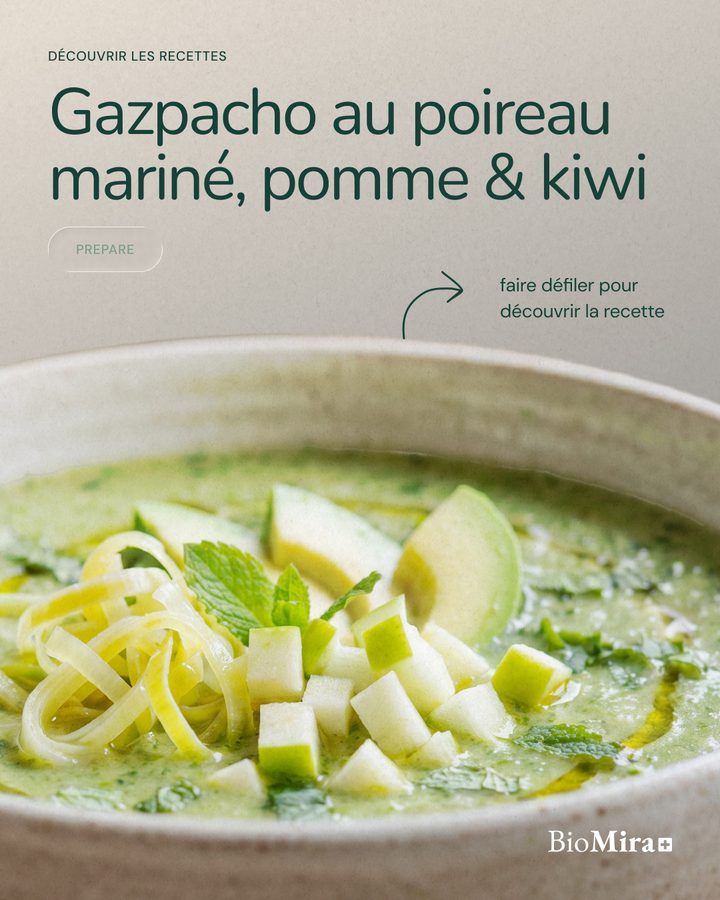 DÉCOUVRIR LES RECETTES
Gazpacho au poireau
mariné, pomme & kiwi
PREPARE
faire défiler pour
découvrir la recette
BioMira